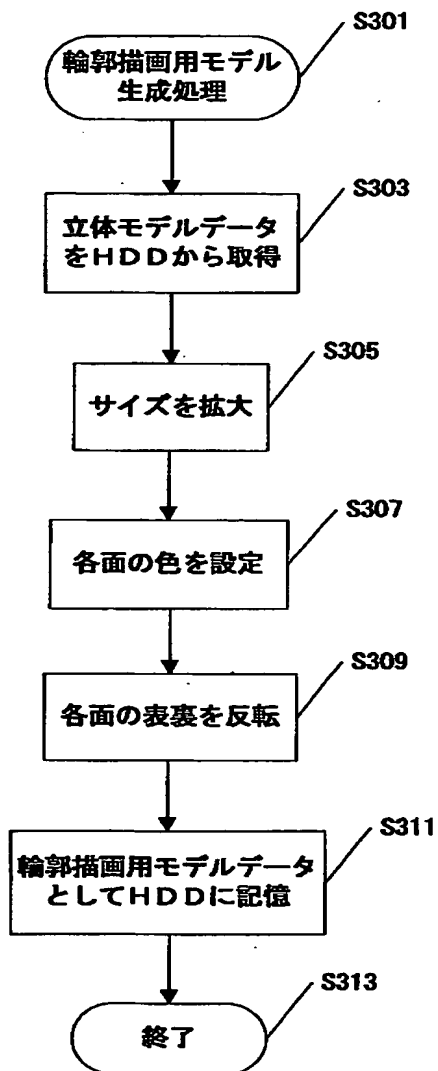 S301
輪郭描画用モデル
生成処理
S303
立体モデルデータ
をHDDから取得
S305
サイズを拡大
S307
各面の色を設定
S309
各面の表裏を反転
S311
輪郭描画用モデルデータ
としてHDDに記憶
S313
終了